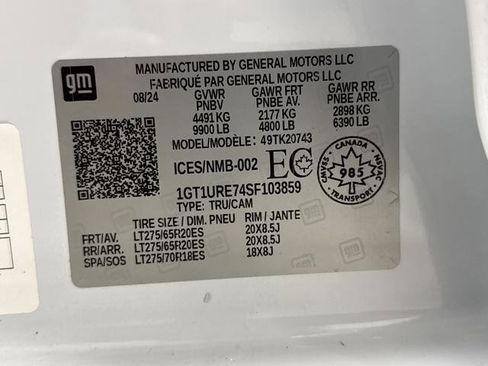 gm
MANUFACTURED BY GENERAL MOTORS LLC
FABRIQUÉ PAR GENERAL MOTORS LLC
08/24 GVWR GAWR FRT GAWR RR
PNBV PNBE AV. PNBE ARR.
4491 KG 2177 KG 2898 KG
9900 LB 4800 LB 6390 LB
MODEL/MODÈLE: 49TK20743
ICES/NMB-002 EC
CMVSS NSVAC
985
TRANSPORT
1GT1URE74SF103859
TYPE: TRU/CAM
TIRE SIZE / DIM. PNEU RIM / JANTE
FRT/AV. LT275/65R20ES 20X8.5J
RR/ARR. LT275/65R20ES 20X8.5J
SPA/SOS LT275/70R18ES 18X8J